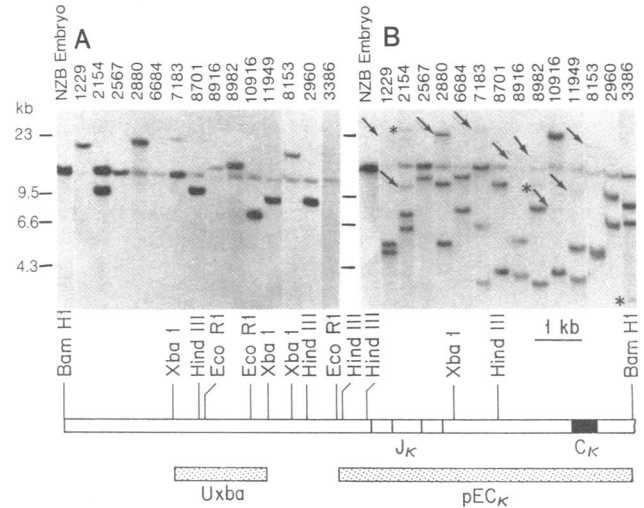 A
NZB Embryo
1229
2154
2567
2880
6684
7183
8701
8916
8982
10916
11949
8153
2960
3386
B
NZB Embryo
1229
2154
2567
2880
6684
7183
8701
8916
8982
10916
11949
8153
2960
3386
kb
23
9.5
6.6
4.3
*
*
*
1 kb
Bam H1
Xba 1
Hind III
Eco R1
Eco R1
Xba 1
Xba 1
Hind III
Eco R1
Hind III
Hind III
Xba 1
Hind III
Bam H1
Jκ
Cκ
Uxba
pECκ